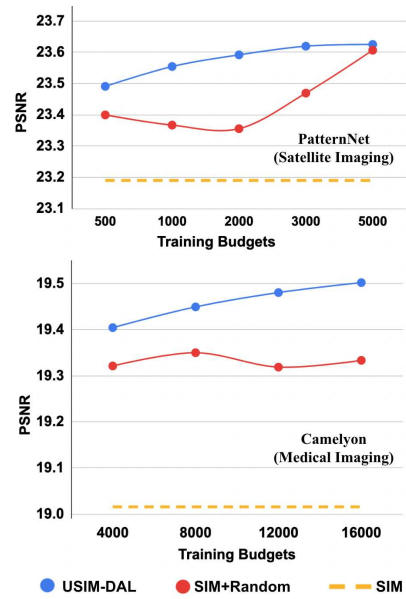 23.7
23.6
23.5
23.4
23.3
23.2
23.1
PSNR
PatternNet
(Satellite Imaging)
500 1000 2000 3000 5000
Training Budgets
19.5
19.4
19.3
19.2
19.1
19.0
PSNR
Camelyon
(Medical Imaging)
4000 8000 12000 16000
Training Budgets
USIM-DAL SIM+Random SIM